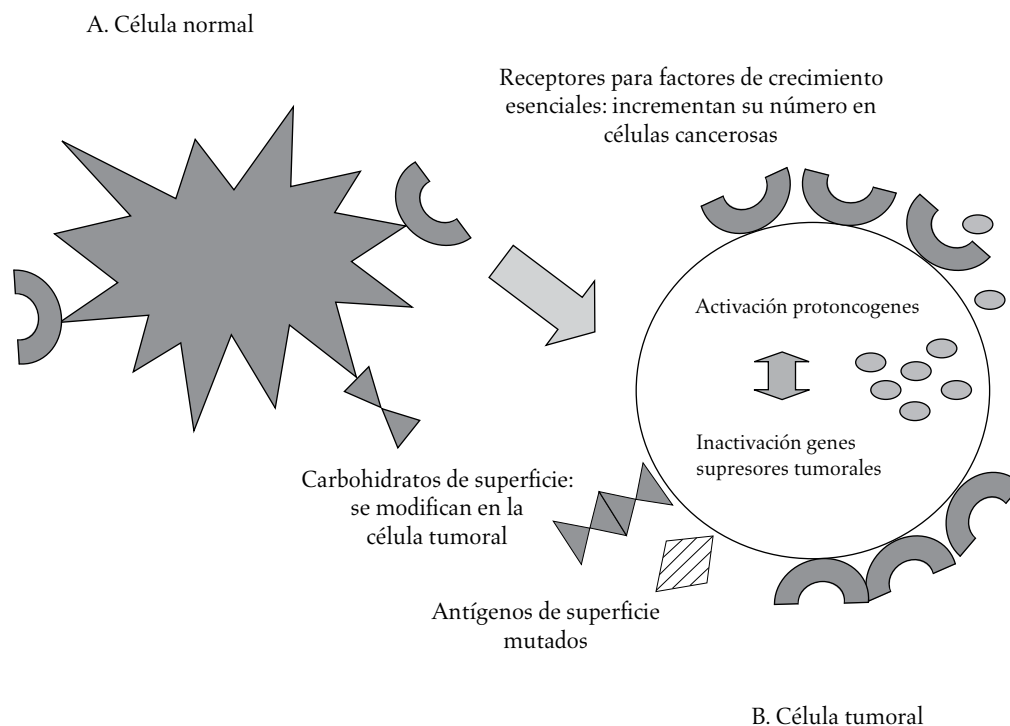 A. Célula normal
Receptores para factores de crecimiento
esenciales: incrementan su número en
células cancerosas
Activación protoncogenes
Inactivación genes
supresores tumorales
Carbohidratos de superficie:
se modifican en la
célula tumoral
Antígenos de superficie
mutados
B. Célula tumoral